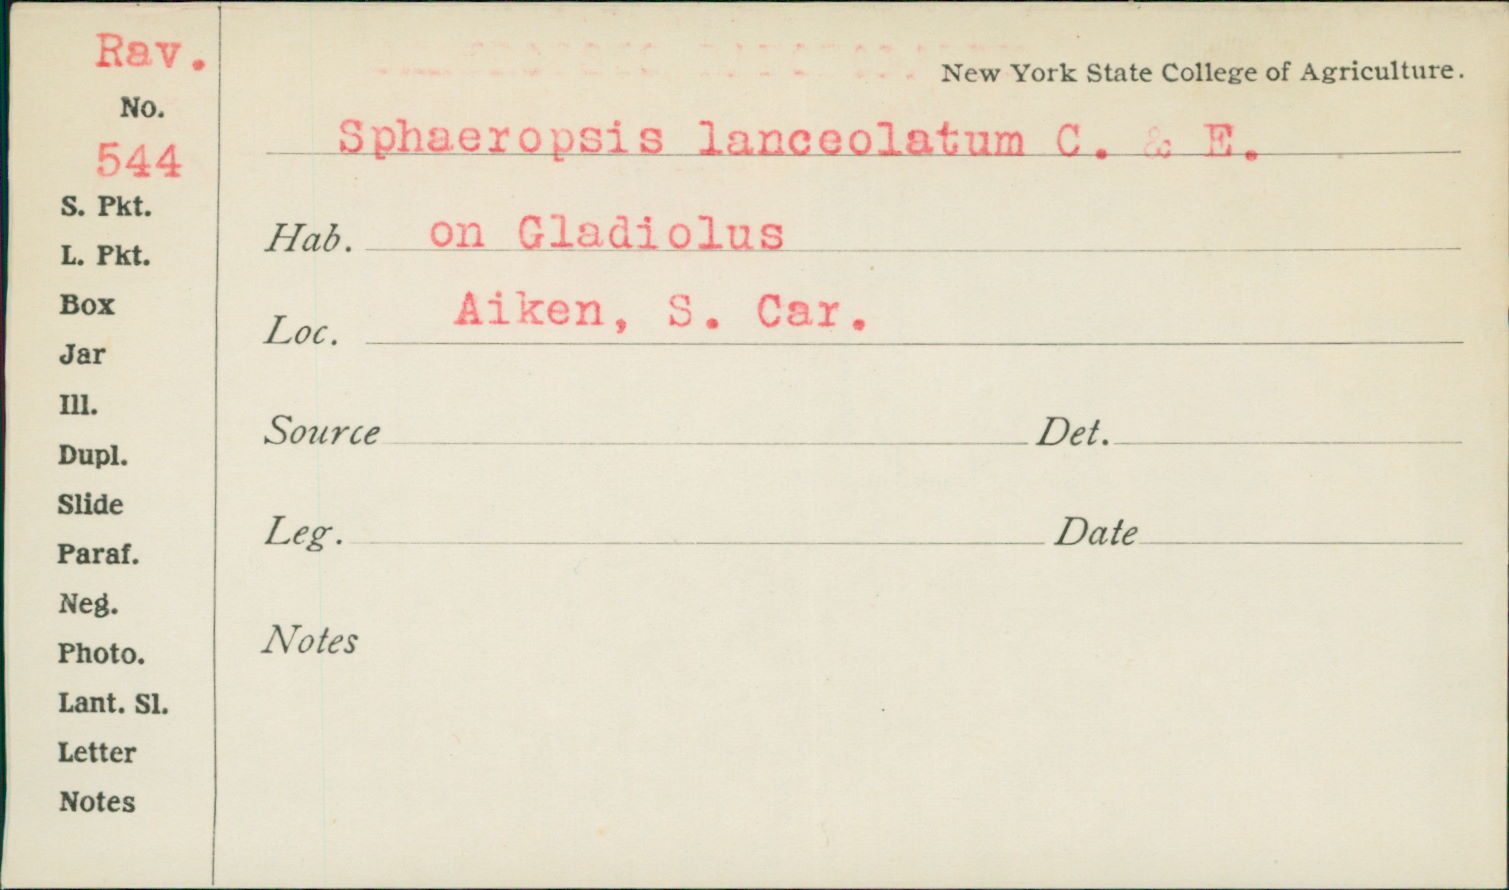 Rav.
No.
544
S. Pkt.
L. Pkt.
Box
Jar
Ill.
Dupl.
Slide
Paraf.
Neg.
Photo.
Lant. Sl.
Letter
Notes
New York State College of Agriculture.
Sphaeropsis lanceolatum C. & E.
Hab. on Gladiolus
Loc. Aiken, S. Car.
Source Det.
Leg. Date
Notes